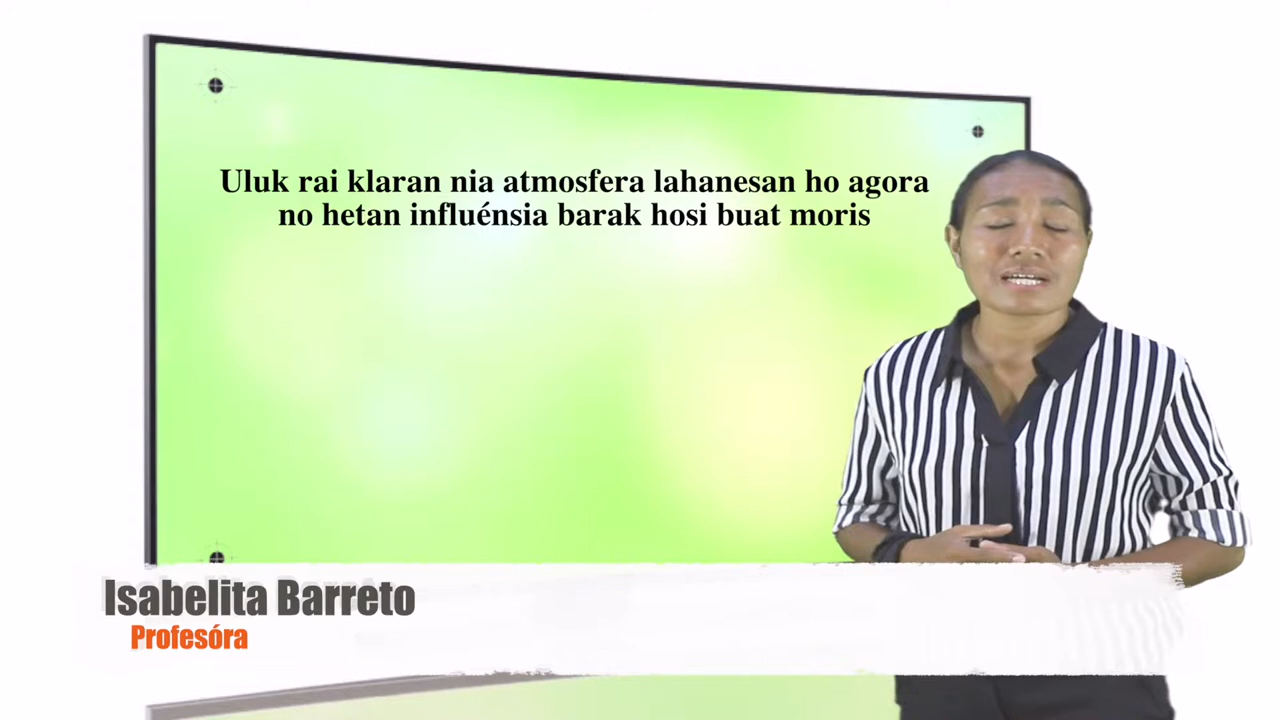 Uluk rai klaran nia atmosfera lahanesan ho agora
no hetan influénsia barak hosi buat moris
Isabelita Barreto
Profesóra